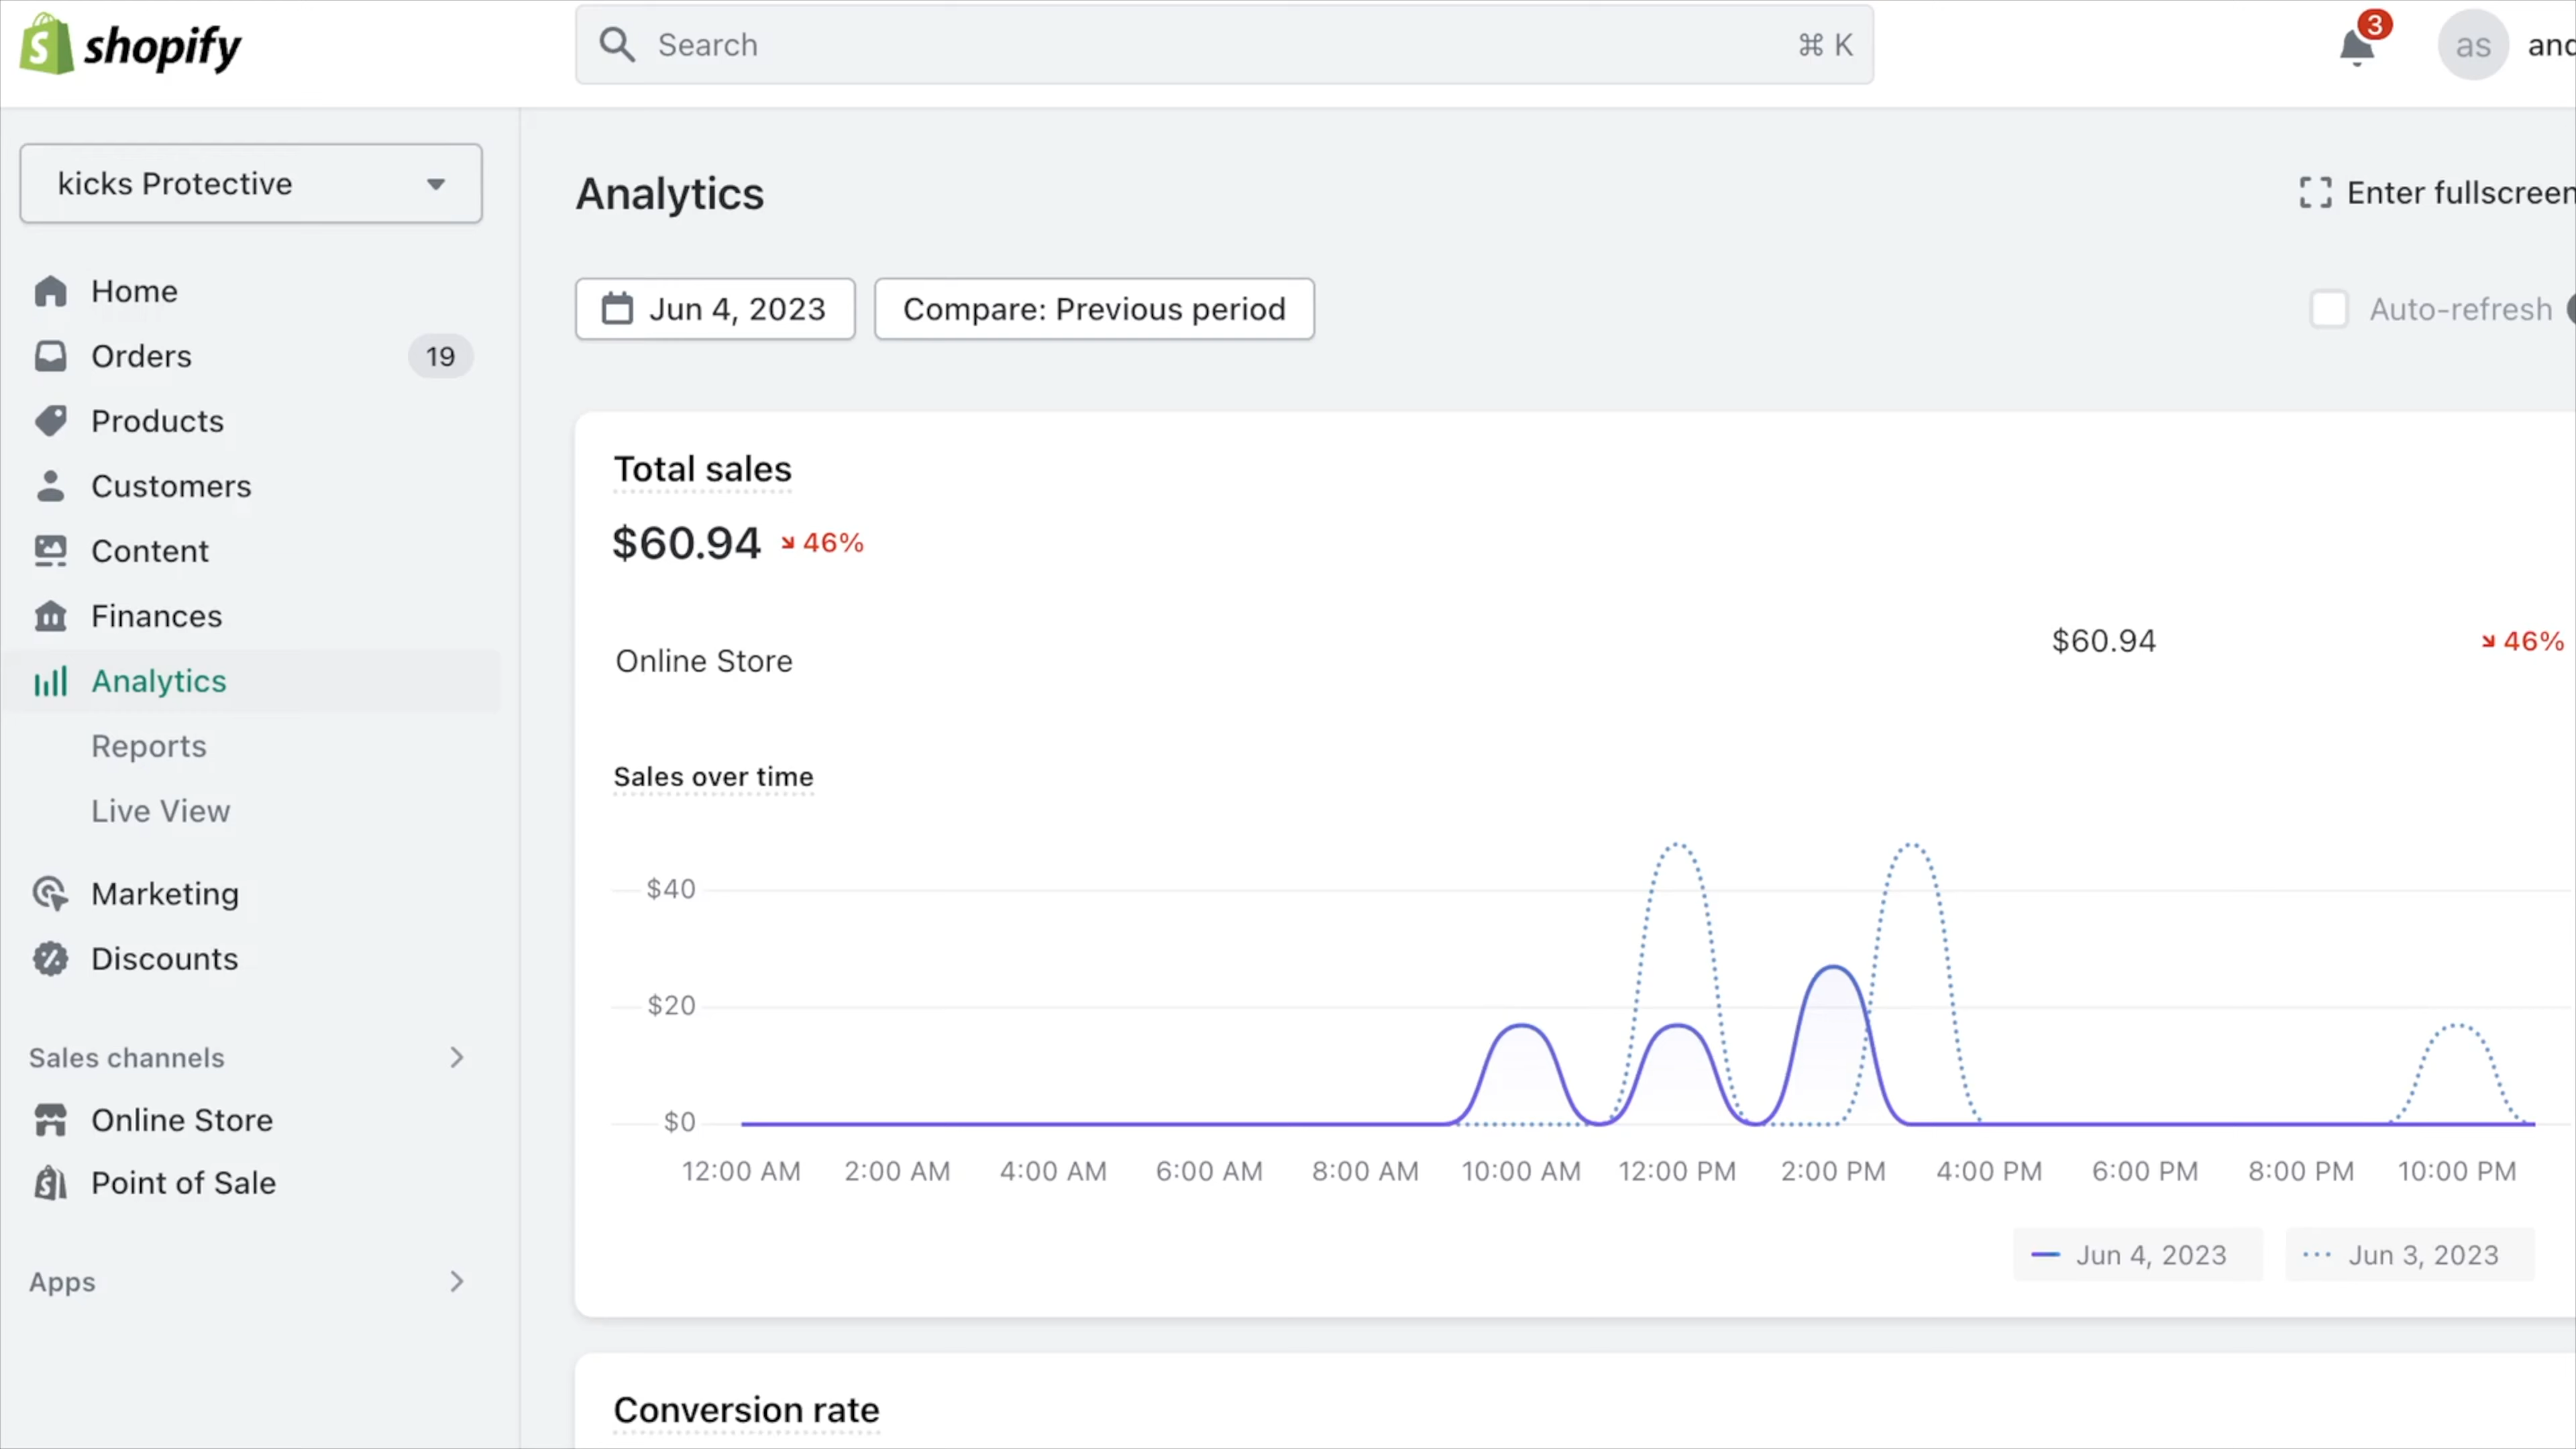 shopify
Search
⌘ K
3
as
and
kicks Protective
Home
Orders
19
Products
Customers
Content
Finances
Analytics
Reports
Live View
Marketing
Discounts
Sales channels
Online Store
Point of Sale
Apps
Analytics
Enter fullscreen
Jun 4, 2023
Compare: Previous period
Auto-refresh
Total sales
$60.94
46%
Online Store
$60.94
46%
Sales over time
$40
$20
$0
12:00 AM
2:00 AM
4:00 AM
6:00 AM
8:00 AM
10:00 AM
12:00 PM
2:00 PM
4:00 PM
6:00 PM
8:00 PM
10:00 PM
Jun 4, 2023
Jun 3, 2023
Conversion rate